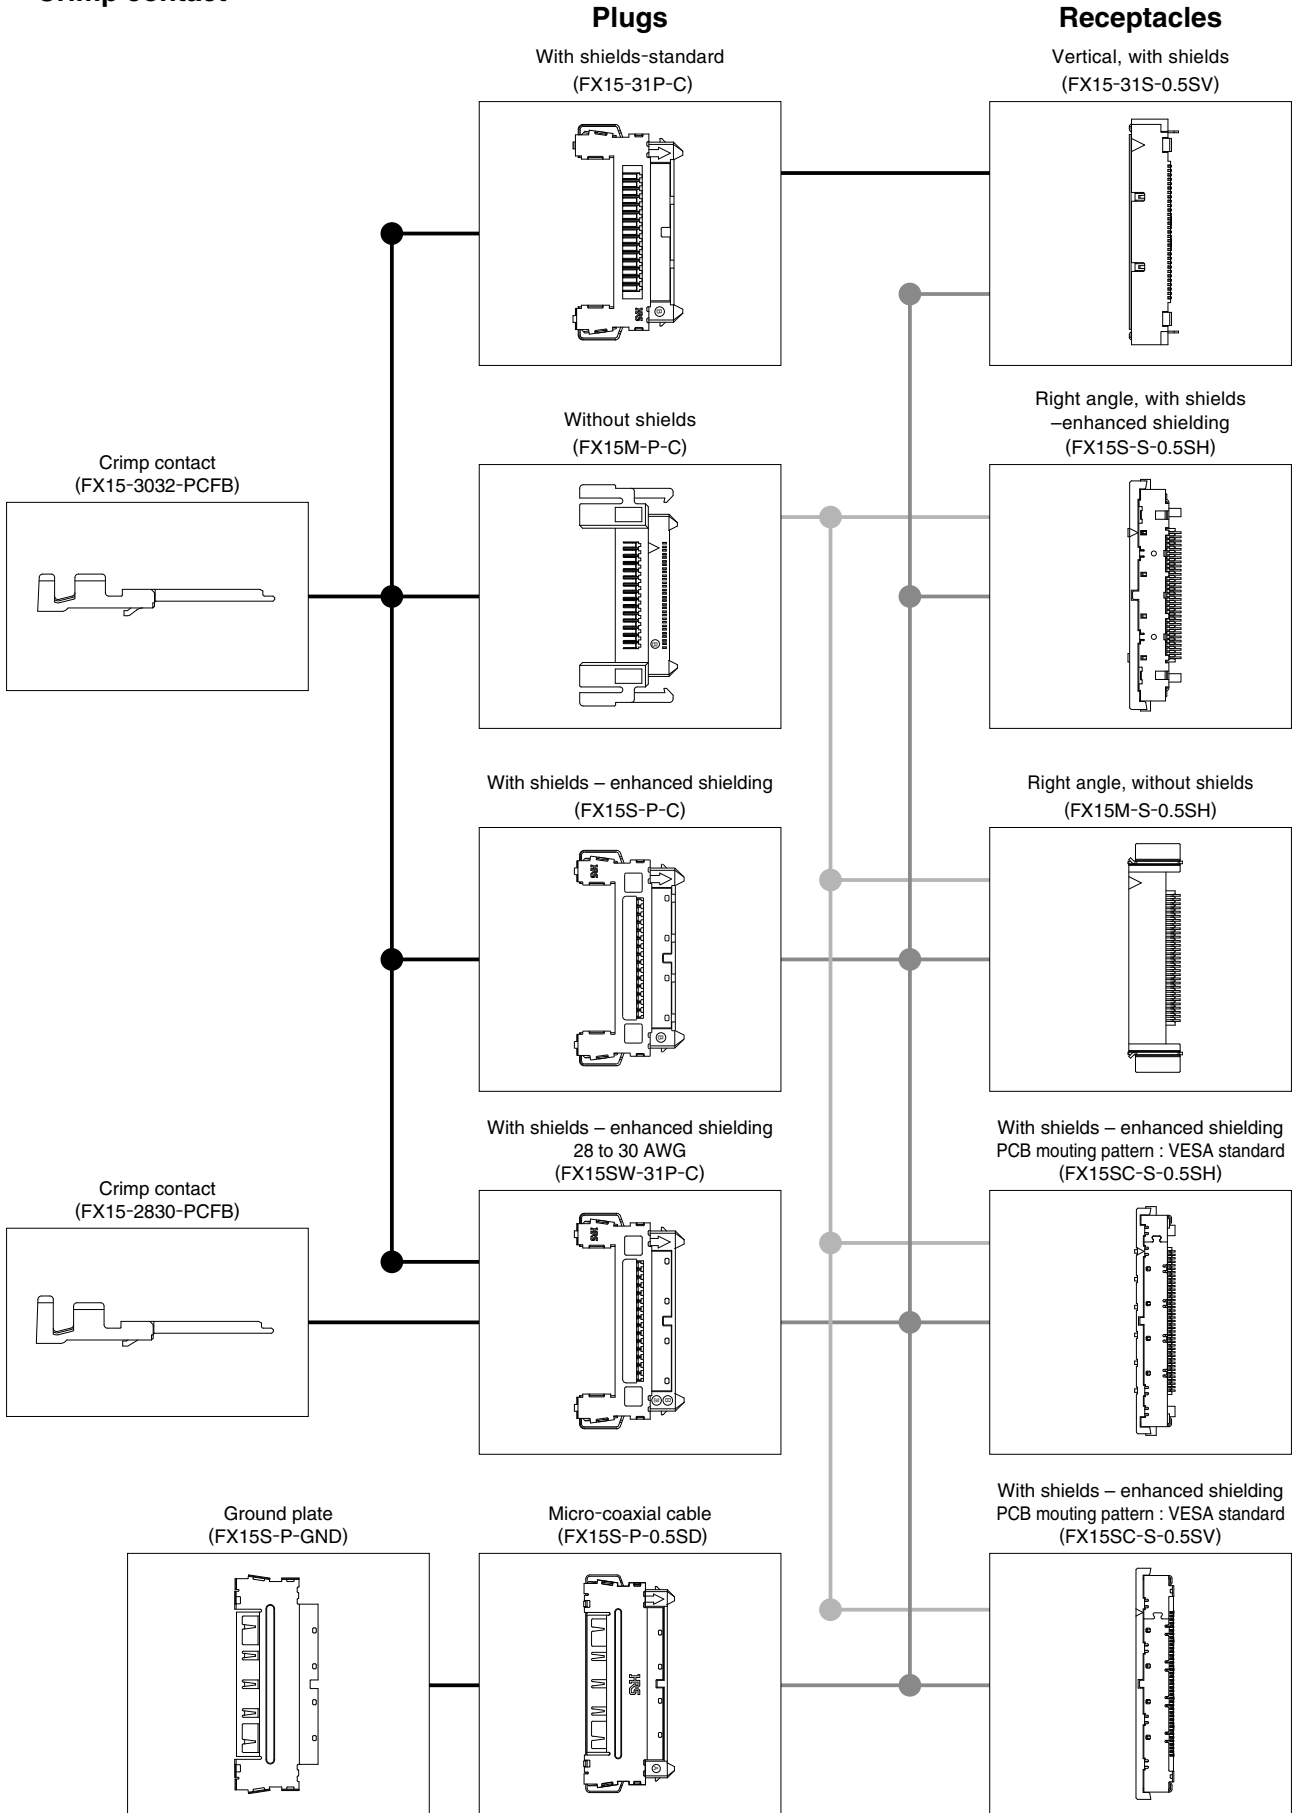 Plugs
Receptacles
With shields-standard
(FX15-31P-C)
Vertical, with shields
(FX15-31S-0.5SV)
Without shields
(FX15M-P-C)
Right angle, with shields
–enhanced shielding
(FX15S-S-0.5SH)
Crimp contact
(FX15-3032-PCFB)
With shields – enhanced shielding
(FX15S-P-C)
Right angle, without shields
(FX15M-S-0.5SH)
With shields – enhanced shielding
28 to 30 AWG
(FX15SW-31P-C)
With shields – enhanced shielding
PCB mouting pattern : VESA standard
(FX15SC-S-0.5SH)
Crimp contact
(FX15-2830-PCFB)
Ground plate
(FX15S-P-GND)
Micro-coaxial cable
(FX15S-P-0.5SD)
HRS
With shields – enhanced shielding
PCB mouting pattern : VESA standard
(FX15SC-S-0.5SV)